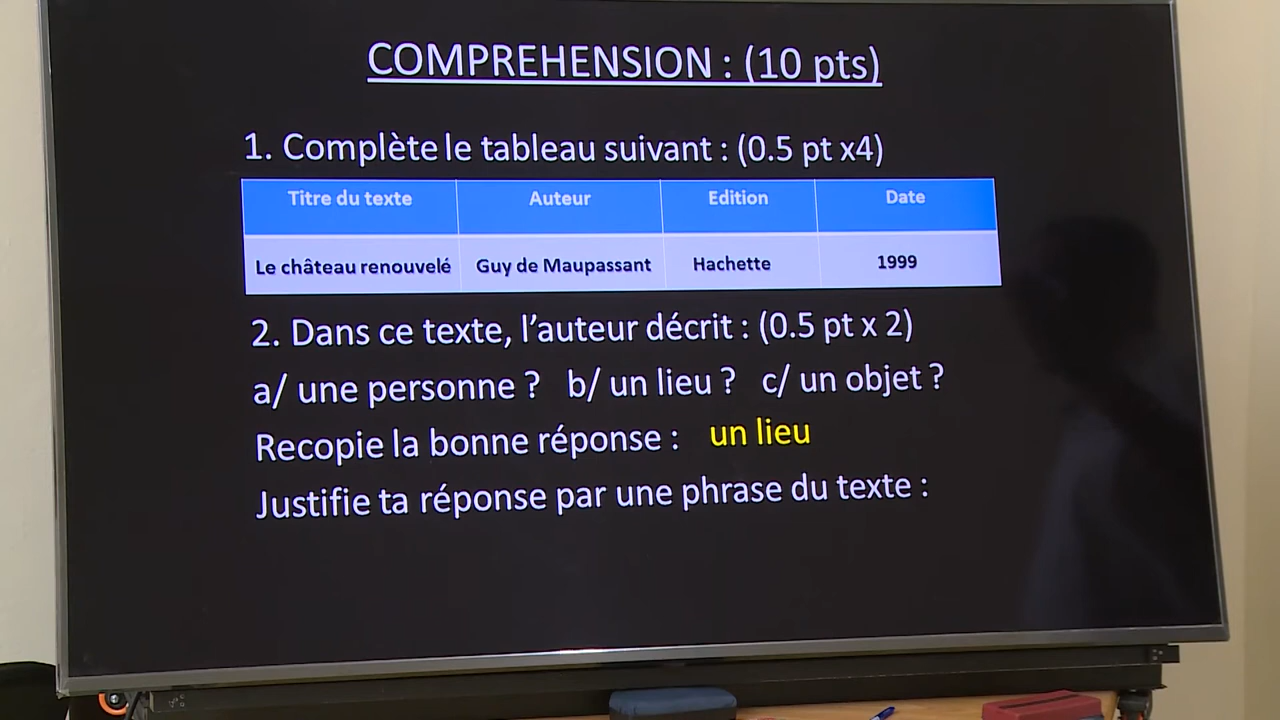 COMPREHENSION : (10 pts)
1. Complète le tableau suivant : (0.5 pt x4)
Titre du texte Auteur Edition Date
Le château renouvelé Guy de Maupassant Hachette 1999
2. Dans ce texte, l'auteur décrit : (0.5 pt x 2)
a/ une personne ? b/ un lieu ? c/ un objet ?
Recopie la bonne réponse : un lieu
Justifie ta réponse par une phrase du texte :